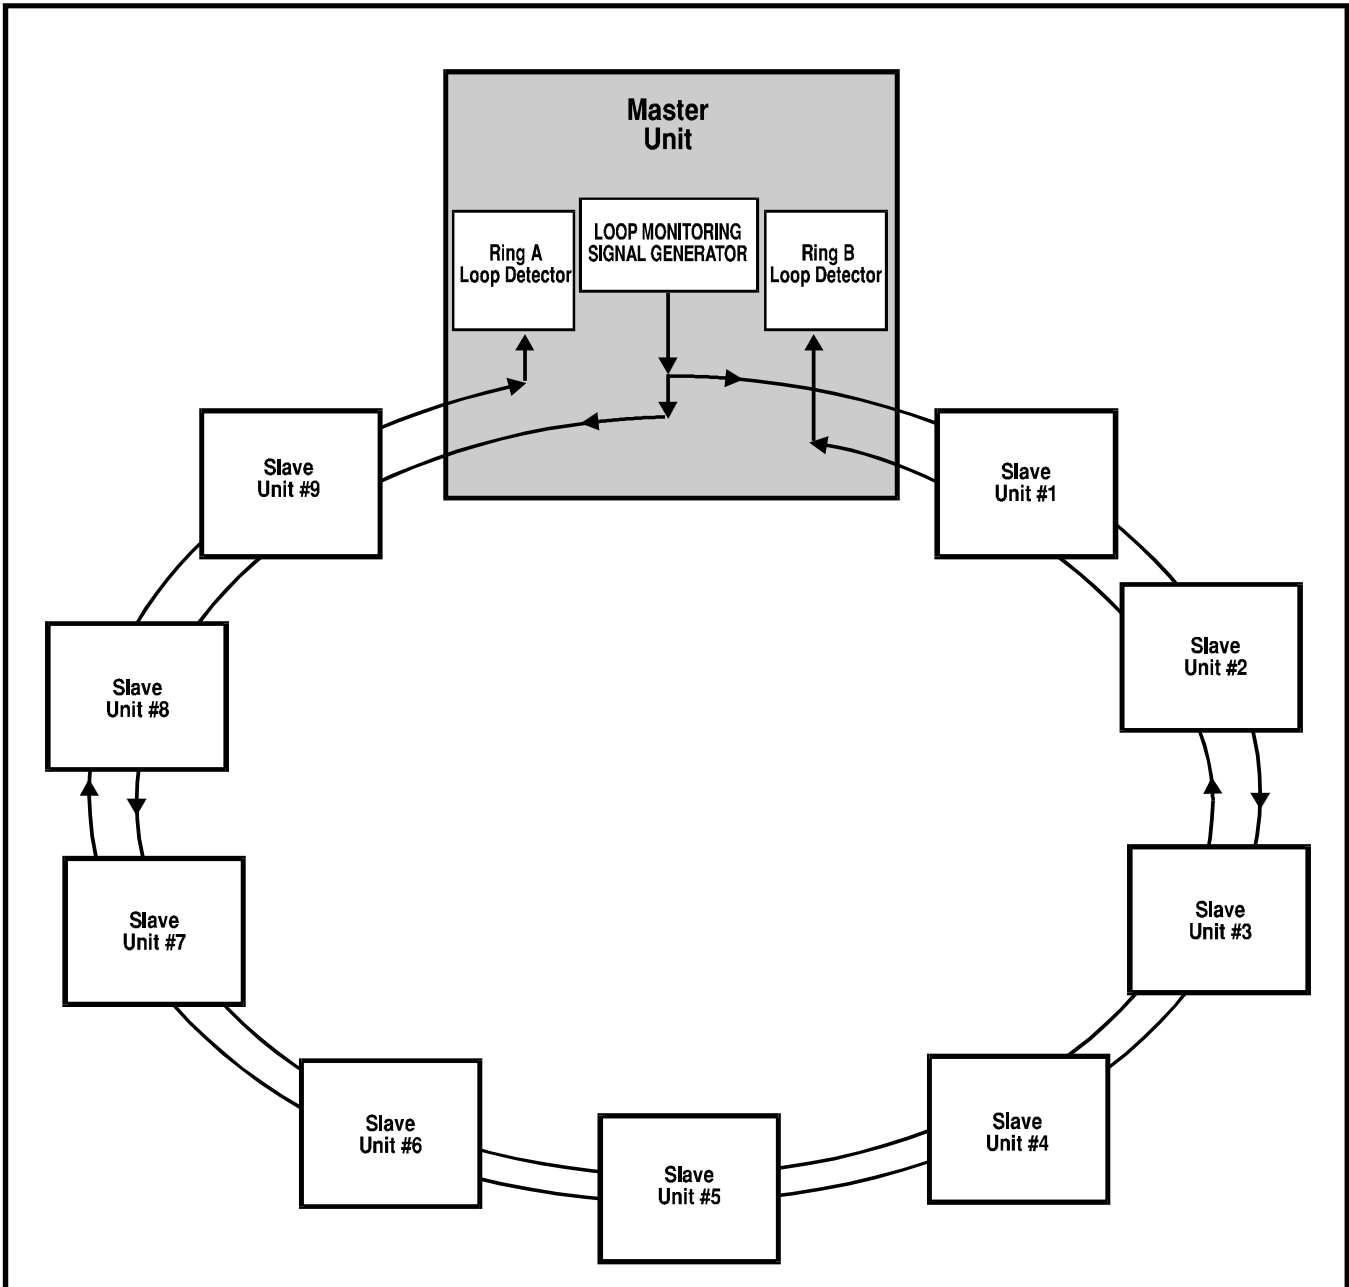 Master
Unit
LOOP MONITORING
SIGNAL GENERATOR
Ring A
Loop Detector
Ring B
Loop Detector
Slave
Unit #9
Slave
Unit #1
Slave
Unit #2
Slave
Unit #8
Slave
Unit #3
Slave
Unit #7
Slave
Unit #4
Slave
Unit #6
Slave
Unit #5